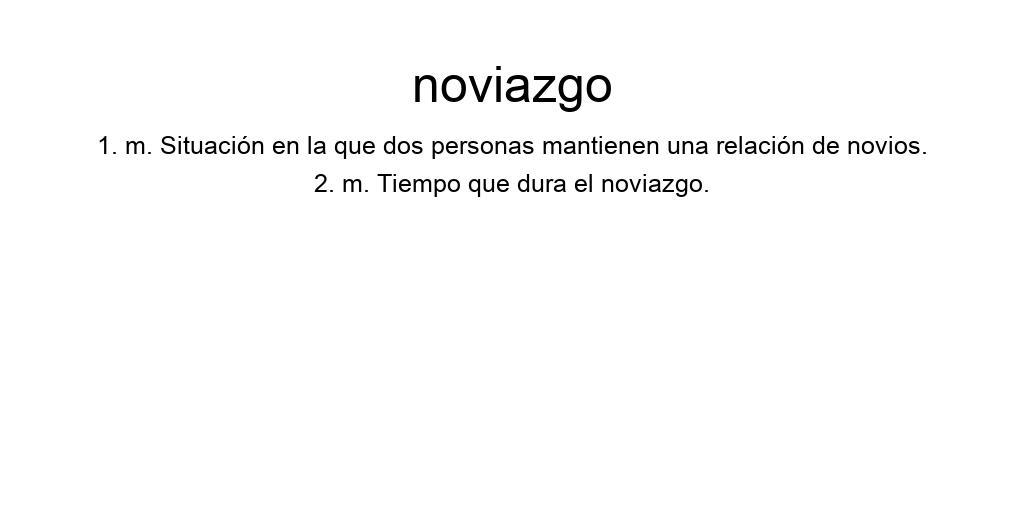 noviazgo
1. m. Situación en la que dos personas mantienen una relación de novios.
2. m. Tiempo que dura el noviazgo.